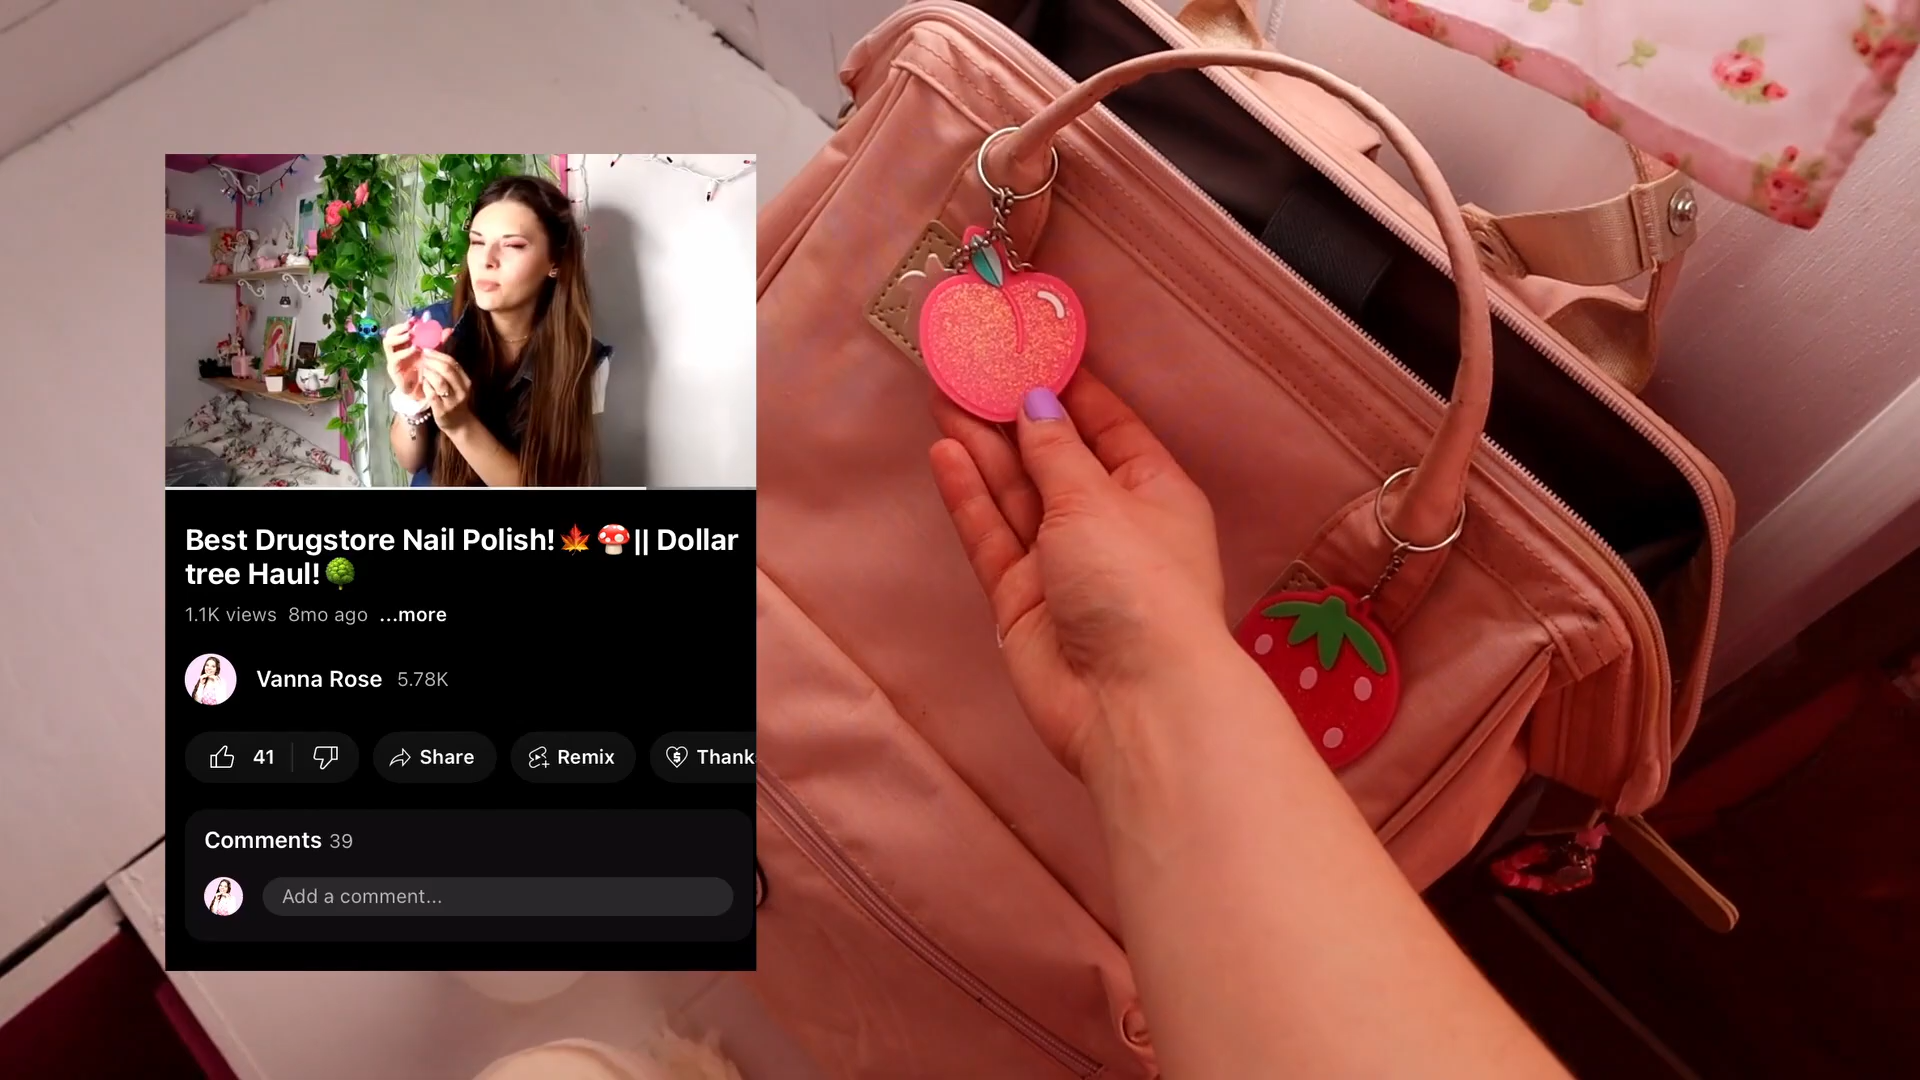 Best Drugstore Nail Polish!🍁🍄|| Dollar
tree Haul!🌳
1.1K views 8mo ago ...more
Vanna Rose 5.78K
41 Share Remix Thank
Comments 39
Add a comment...